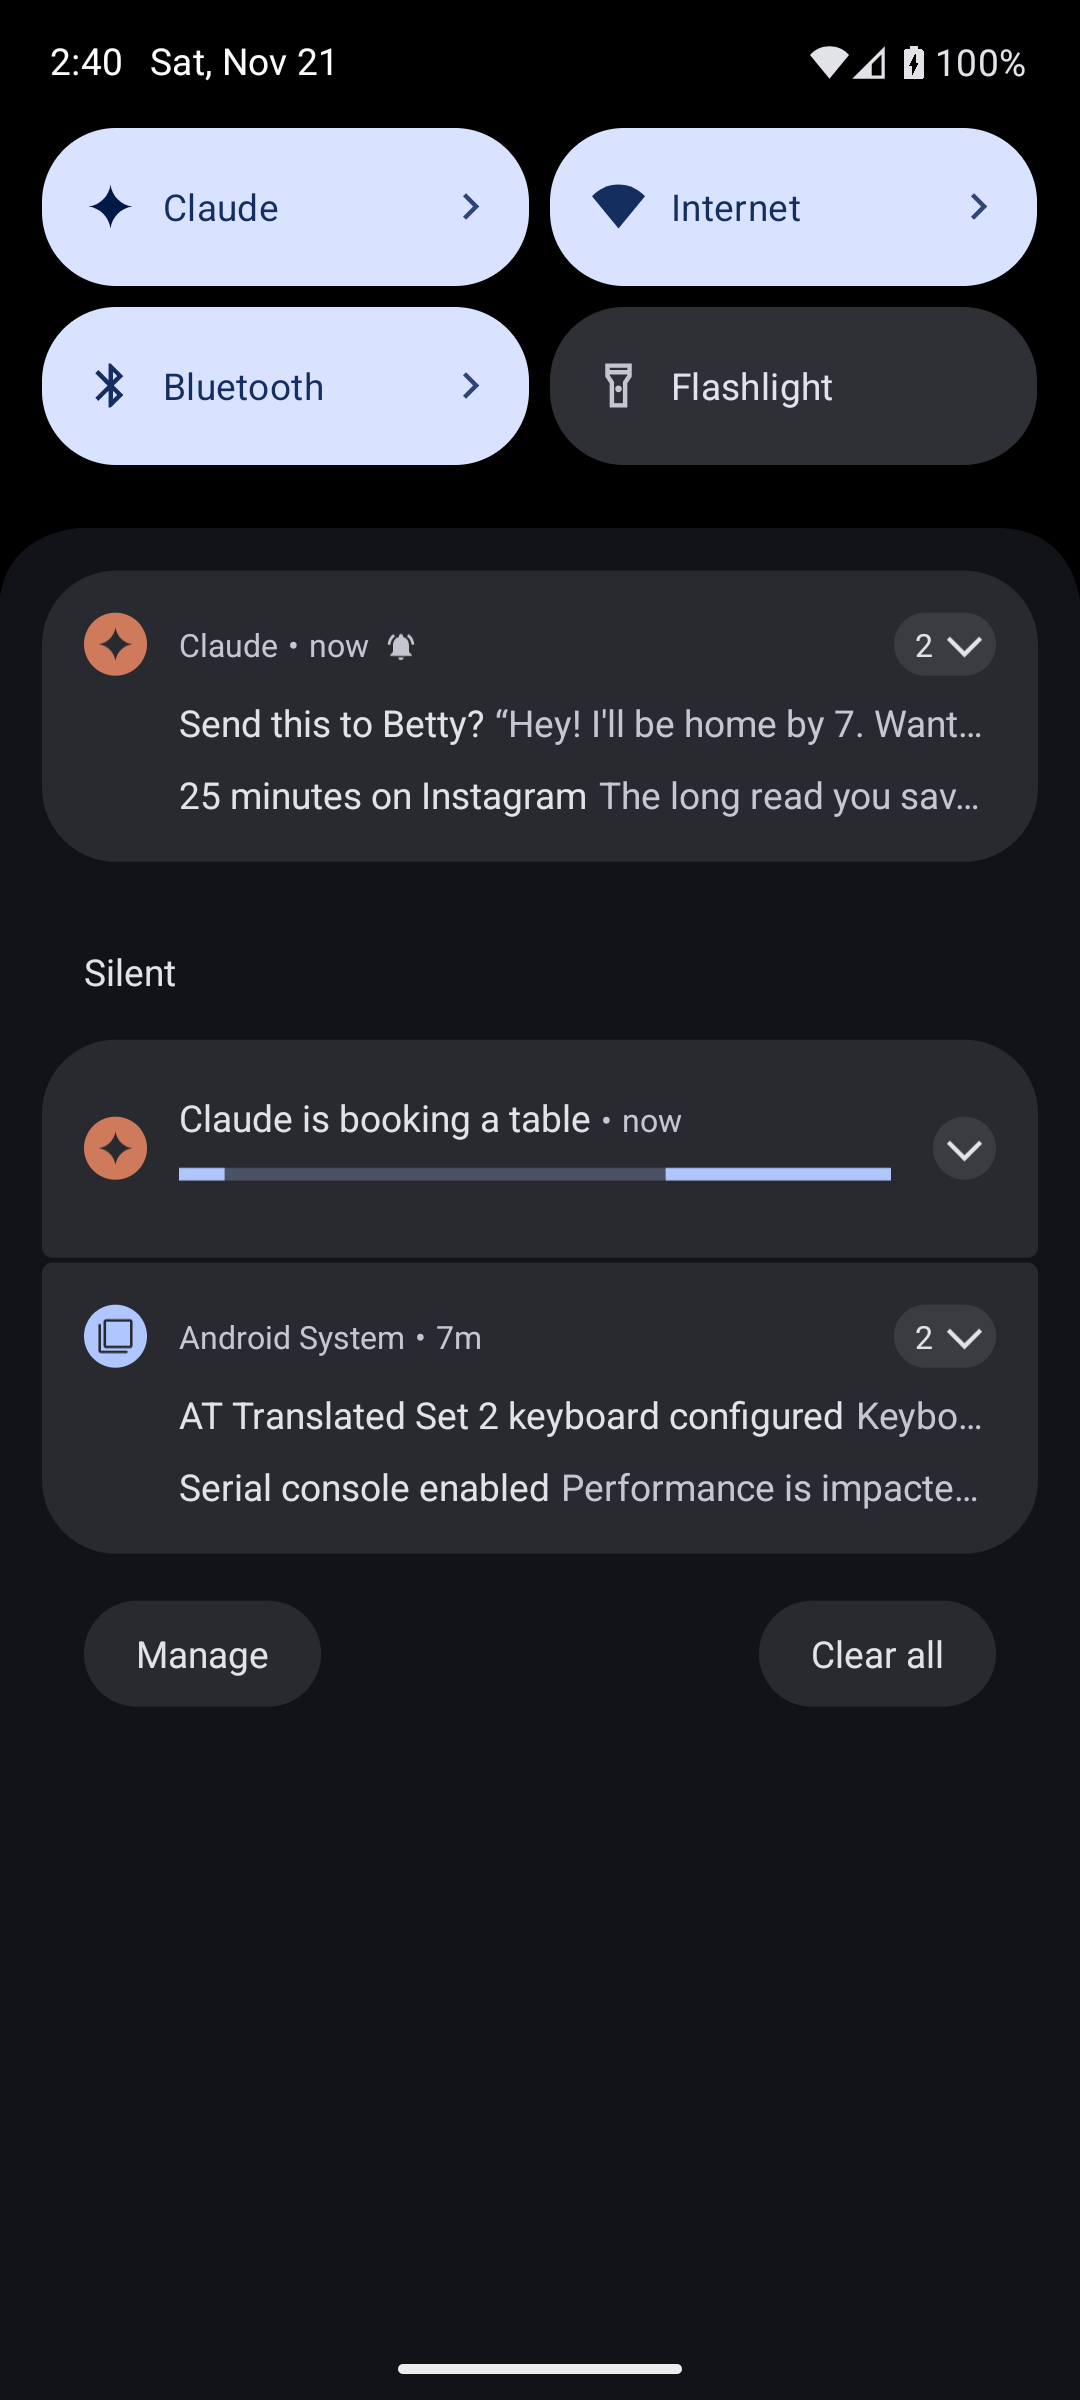 2:40 Sat, Nov 21 100%
Claude Internet
Bluetooth Flashlight
Claude • now 2
Send this to Betty? “Hey! I'll be home by 7. Want…
25 minutes on Instagram The long read you sav…
Silent
Claude is booking a table • now
Android System • 7m 2
AT Translated Set 2 keyboard configured Keybo…
Serial console enabled Performance is impacte…
Manage Clear all